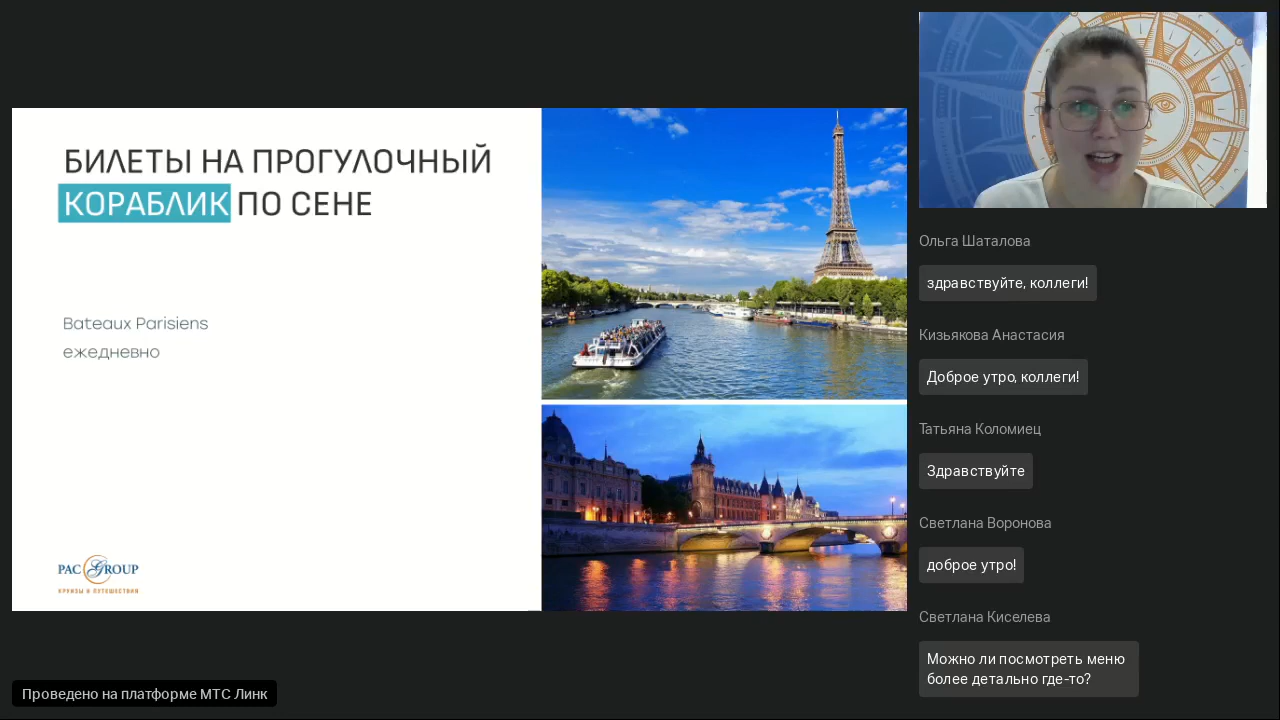 БИЛЕТЫ НА ПРОГУЛОЧНЫЙ
КОРАБЛИК ПО СЕНЕ
Bateaux Parisiens
ежедневно
PAC GROUP
КРУИЗЫ И ПУТЕШЕСТВИЯ
Проведено на платформе МТС Линк
Ольга Шаталова
здравствуйте, коллеги!
Кизьякова Анастасия
Доброе утро, коллеги!
Татьяна Коломиец
Здравствуйте
Светлана Воронова
доброе утро!
Светлана Киселева
Можно ли посмотреть меню
более детально где-то?